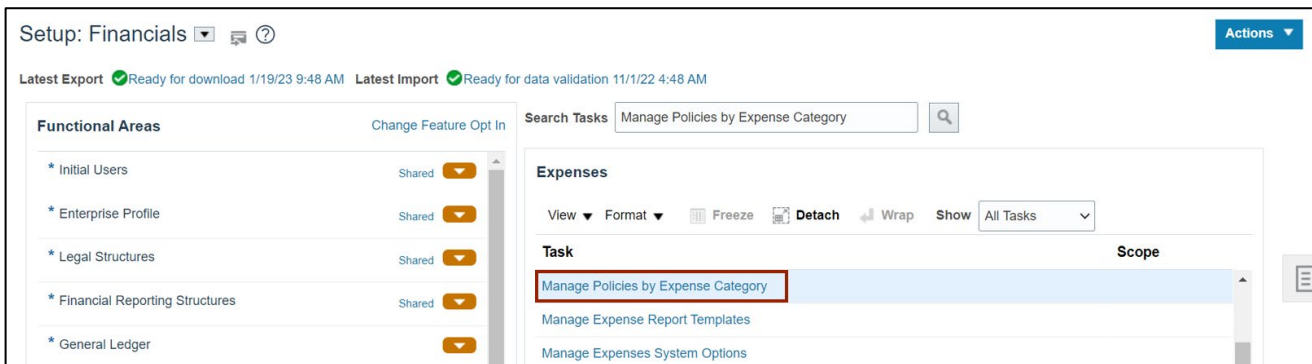 Setup: Financials
Actions
Latest Export Ready for download 1/19/23 9:48 AM Latest Import Ready for data validation 11/1/22 4:48 AM
Functional Areas Change Feature Opt In
* Initial Users Shared
* Enterprise Profile Shared
* Legal Structures Shared
* Financial Reporting Structures Shared
* General Ledger
Search Tasks Manage Policies by Expense Category
Expenses
View Format Freeze Detach Wrap Show All Tasks
Task Scope
Manage Policies by Expense Category
Manage Expense Report Templates
Manage Expenses System Options